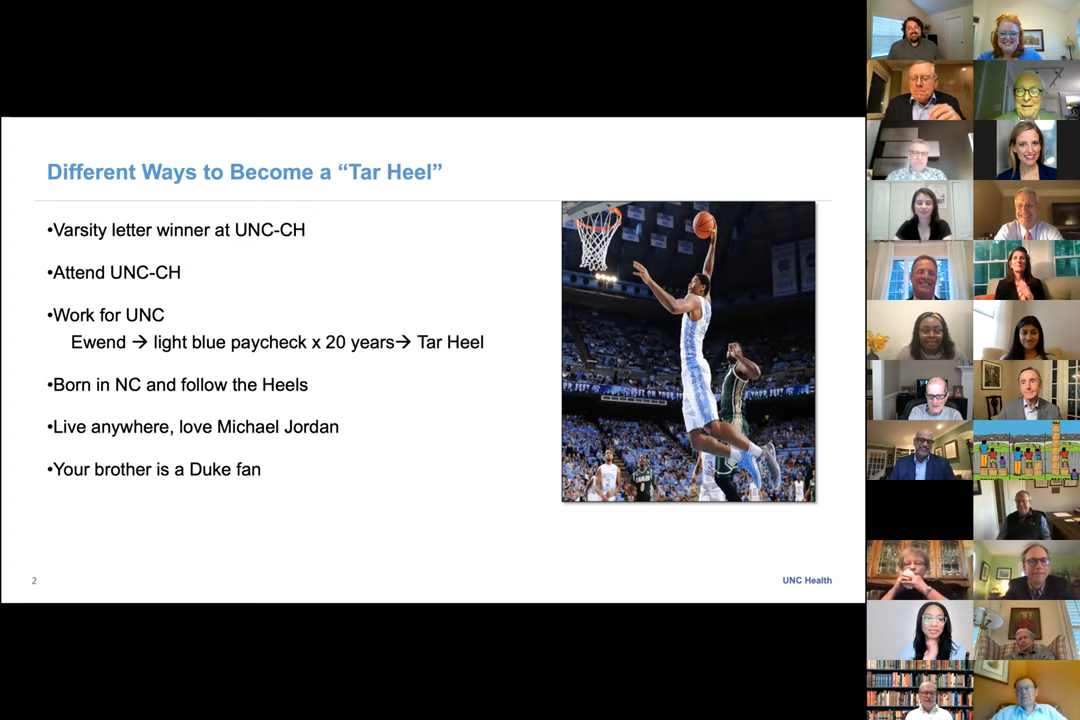 Different Ways to Become a “Tar Heel”
•Varsity letter winner at UNC-CH
•Attend UNC-CH
•Work for UNC
Ewend → light blue paycheck x 20 years→ Tar Heel
•Born in NC and follow the Heels
•Live anywhere, love Michael Jordan
•Your brother is a Duke fan
2
UNC Health